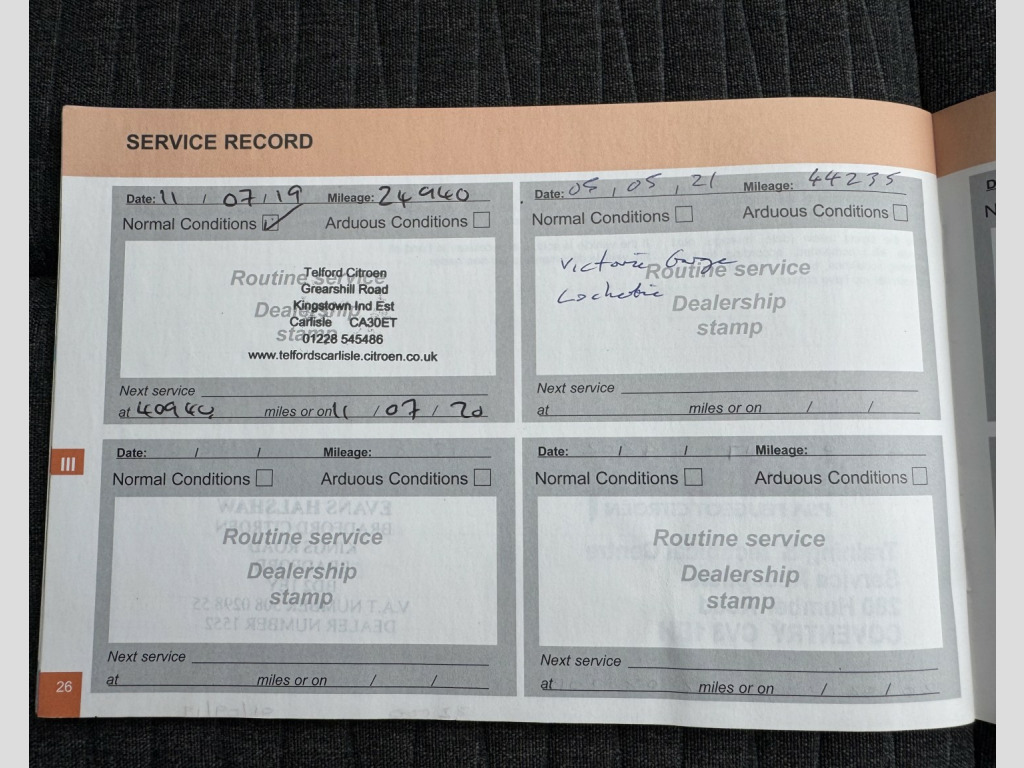 SERVICE RECORD
Date: 11 / 07 / 19 Mileage: 24940
Normal Conditions Arduous Conditions
Routine service
Dealership
stamp
Telford Citroen
Grearshill Road
Kingstown Ind Est
Carlisle CA30ET
01228 545486
www.telfordscarlisle.citroen.co.uk
Next service
at 40944 miles or on 11 / 07 / 20
Date: 05 / 05 , 21 Mileage: 44235
Normal Conditions Arduous Conditions
Victoria
Routine service
Dealership
stamp
Next service
at miles or on / /
III
Date: / / Mileage:
Normal Conditions Arduous Conditions
Routine service
Dealership
stamp
Next service
at miles or on / /
Date: / / Mileage:
Normal Conditions Arduous Conditions
Routine service
Dealership
stamp
Next service
at miles or on / /
26